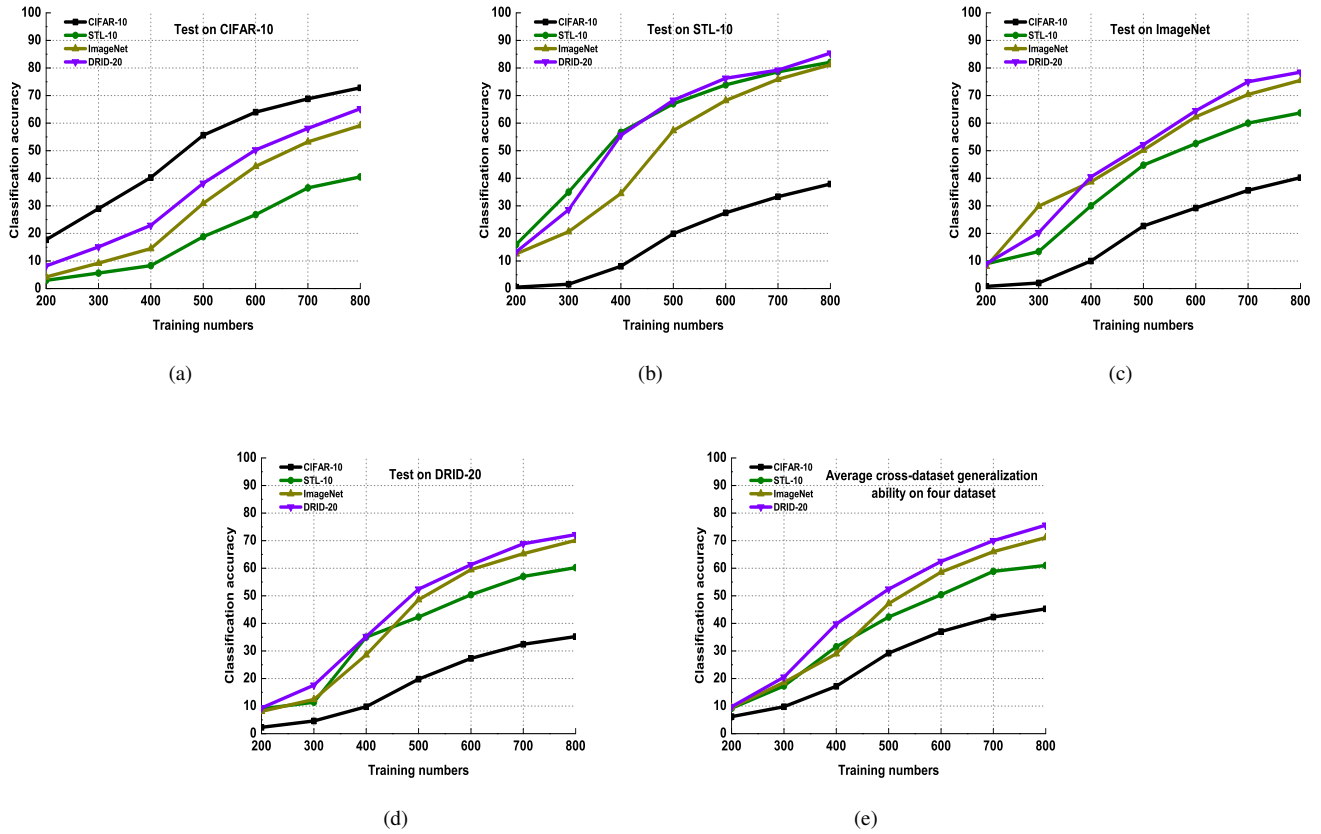 Test on CIFAR-10
CIFAR-10
STL-10
ImageNet
DRID-20
Classification accuracy
100
90
80
70
60
50
40
30
20
10
0
200 300 400 500 600 700 800
Training numbers
(a)
Test on STL-10
CIFAR-10
STL-10
ImageNet
DRID-20
Classification accuracy
100
90
80
70
60
50
40
30
20
10
0
200 300 400 500 600 700 800
Training numbers
(b)
Test on ImageNet
CIFAR-10
STL-10
ImageNet
DRID-20
Classification accuracy
100
90
80
70
60
50
40
30
20
10
0
200 300 400 500 600 700 800
Training numbers
(c)
Test on DRID-20
CIFAR-10
STL-10
ImageNet
DRID-20
Classification accuracy
100
90
80
70
60
50
40
30
20
10
0
200 300 400 500 600 700 800
Training numbers
(d)
Average cross-dataset generalization
ability on four dataset
CIFAR-10
STL-10
ImageNet
DRID-20
Classification accuracy
100
90
80
70
60
50
40
30
20
10
0
200 300 400 500 600 700 800
Training numbers
(e)